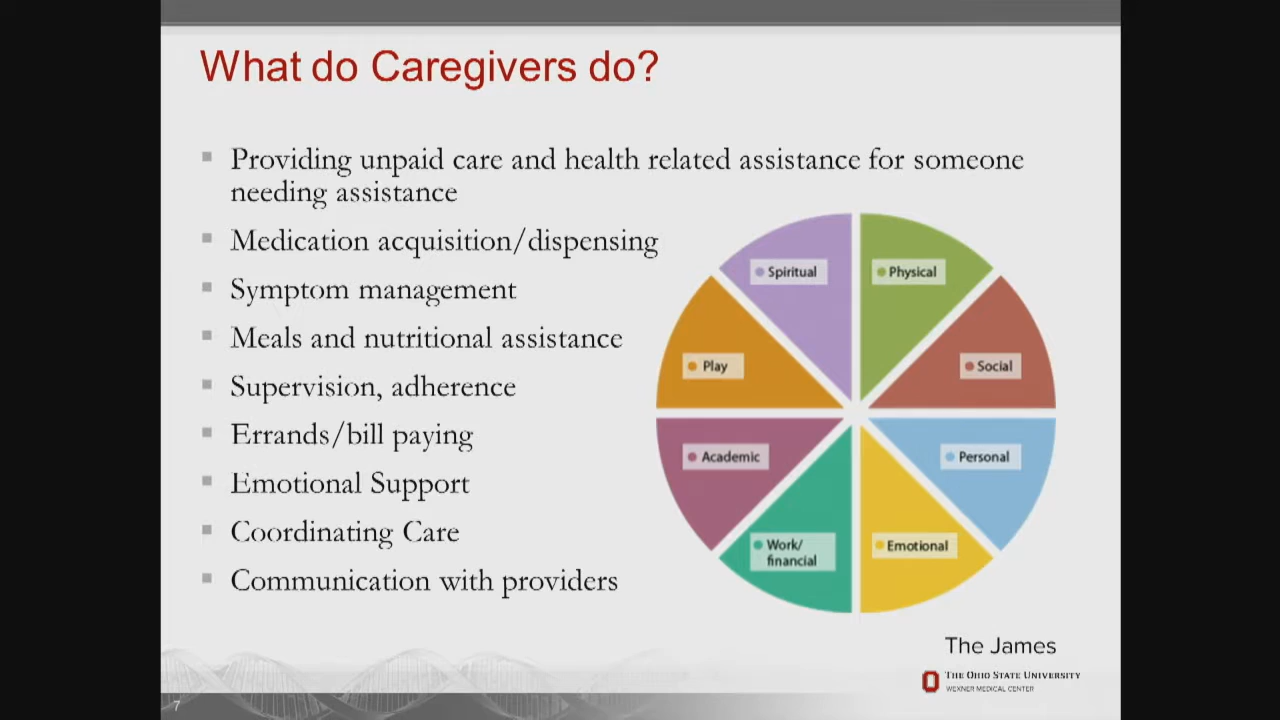 What do Caregivers do?
Providing unpaid care and health related assistance for someone
needing assistance
Medication acquisition/dispensing
Symptom management
Meals and nutritional assistance
Supervision, adherence
Errands/bill paying
Emotional Support
Coordinating Care
Communication with providers
Spiritual
Physical
Play
Social
Academic
Personal
Work/
financial
Emotional
The James
THE OHIO STATE UNIVERSITY
WEXNER MEDICAL CENTER
7